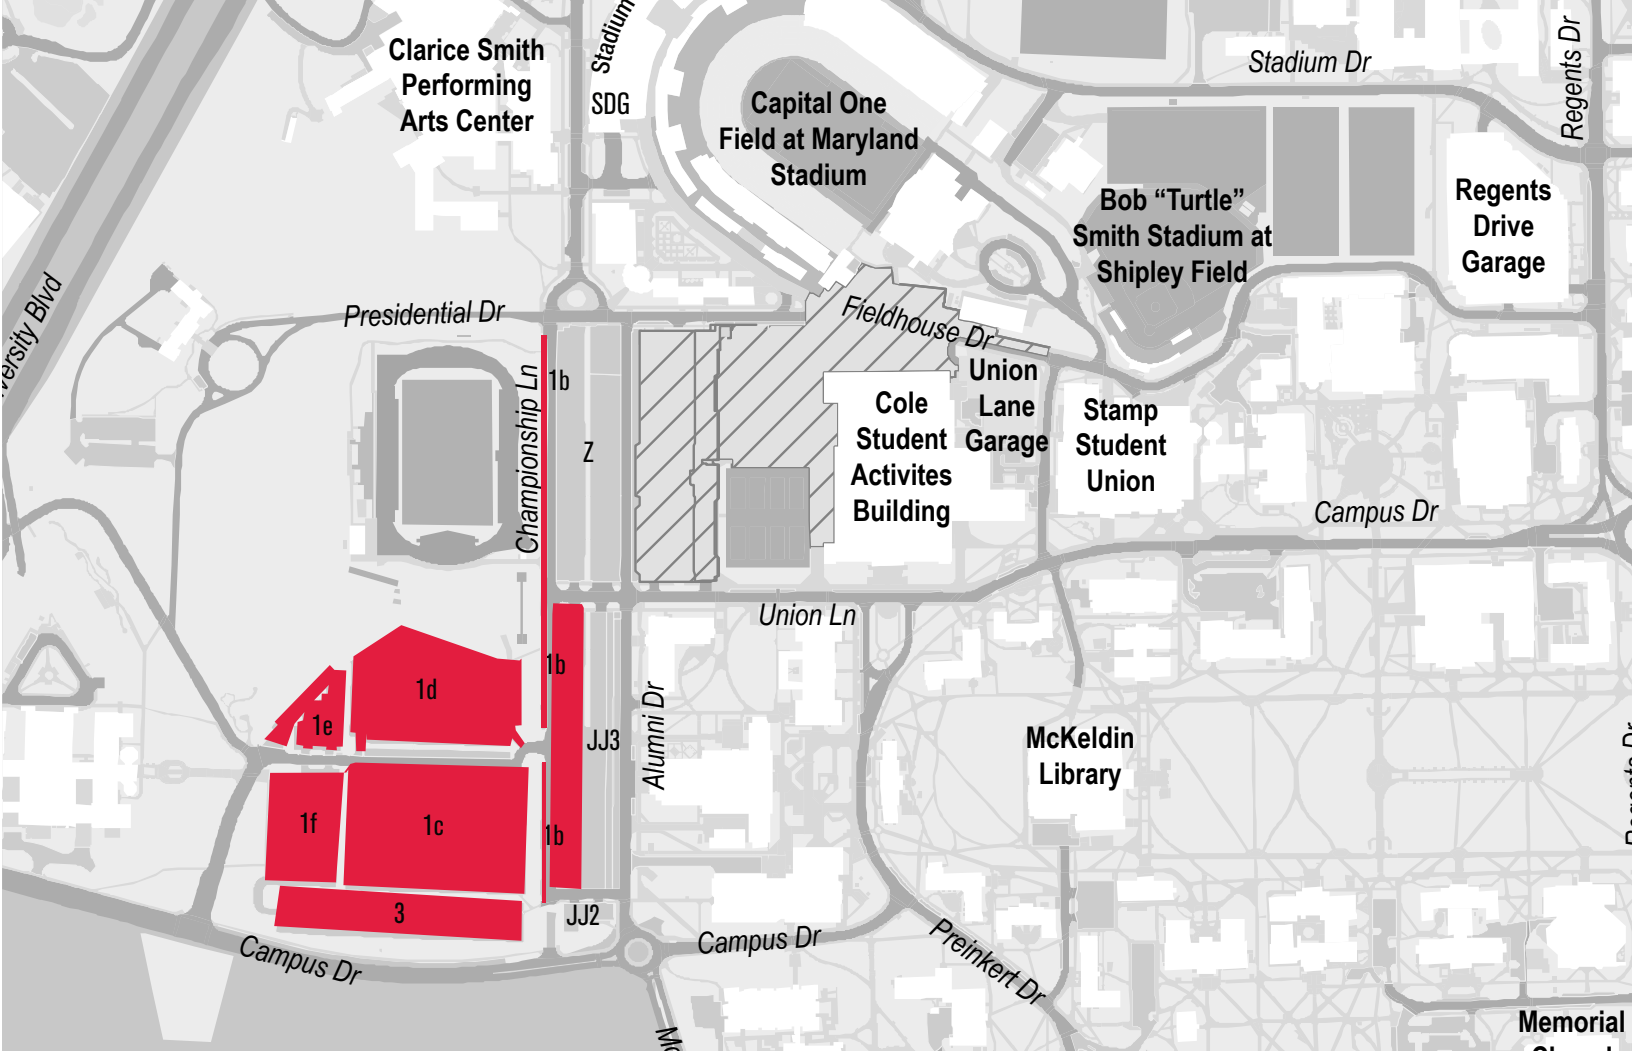 Clarice Smith
Performing
Arts Center
Stadium
SDG
Capital One
Field at Maryland
Stadium
Stadium Dr
Regents Dr
Bob “Turtle”
Smith Stadium at
Shipley Field
Regents
Drive
Garage
Presidential Dr
Fieldhouse Dr
Championship Ln
1b
Z
Cole
Student
Activites
Building
Union
Lane
Garage
Stamp
Student
Union
Campus Dr
Union Ln
1b
1d
1e
JJ3
Alumni Dr
McKeldin
Library
1f
1c
1b
3
JJ2
Campus Dr
Campus Dr
Preinkert Dr
Memorial